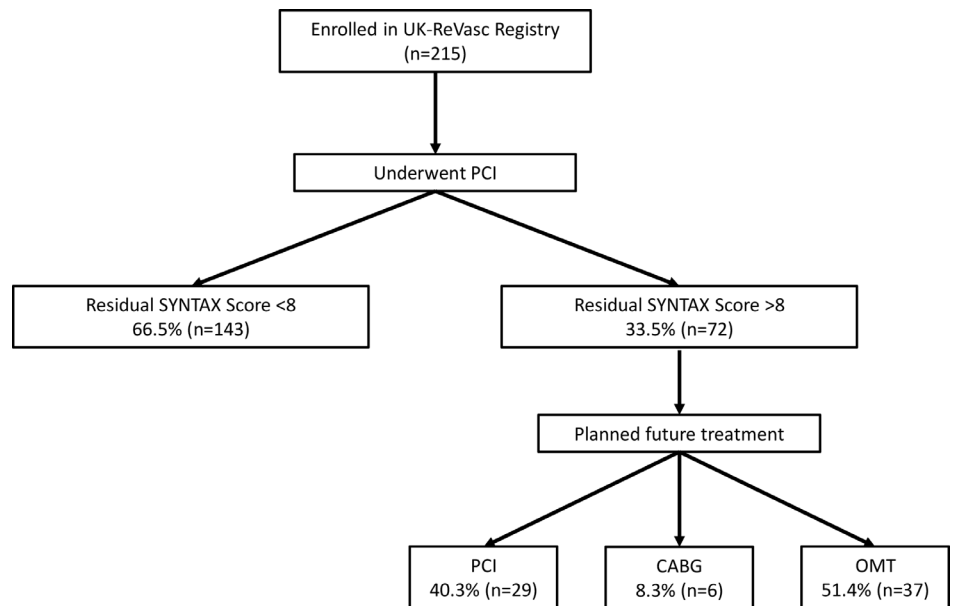 Enrolled in UK-ReVasc Registry
(n=215)
Underwent PCI
Residual SYNTAX Score <8
66.5% (n=143)
Residual SYNTAX Score >8
33.5% (n=72)
Planned future treatment
PCI
40.3% (n=29)
CABG
8.3% (n=6)
OMT
51.4% (n=37)